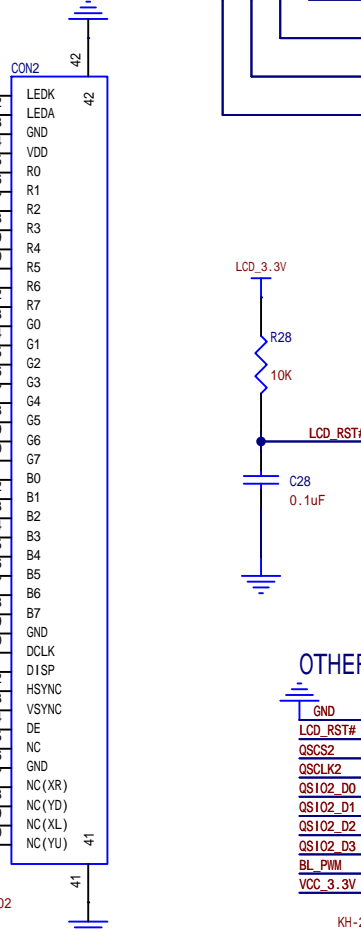 42
CON2
42
LEDK
LEDA
GND
VDD
R0
R1
R2
R3
R4
R5
R6
R7
G0
G1
G2
G3
G4
G5
G6
G7
B0
B1
B2
B3
B4
B5
B6
B7
GND
DCLK
DISP
HSYNC
VSYNC
DE
NC
GND
NC(XR)
NC(YD)
NC(XL)
NC(YU)
41
41
LCD_3.3V
R28
10K
LCD_RST#
C28
0.1uF
OTHER
GND
LCD_RST#
QSCS2
QSCLK2
QSIO2_D0
QSIO2_D1
QSIO2_D2
QSIO2_D3
BL_PWM
VCC_3.3V
KH-2